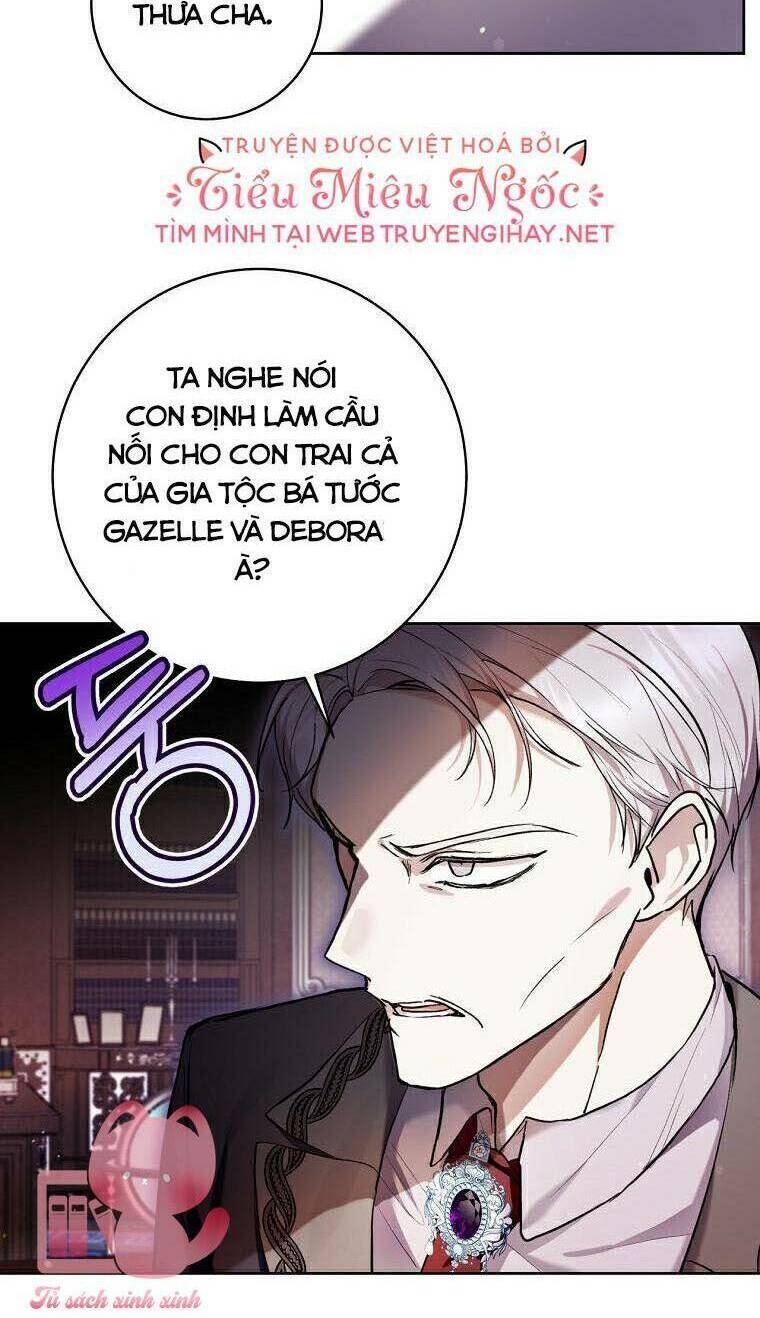 THƯA CHA.
TRUYỆN ĐƯỢC VIỆT HOÁ BỞI
Tiểu Miêu Ngốc
TÌM MÌNH TẠI WEB TRUYENGIHAY.NET
TA NGHE NÓI
CON ĐỊNH LÀM CẦU
NỐI CHO CON TRAI CẢ
CỦA GIA TỘC BÁ TƯỚC
GAZELLE VÀ DEBORA
À?
두웅
Tủ sách xinh xinh